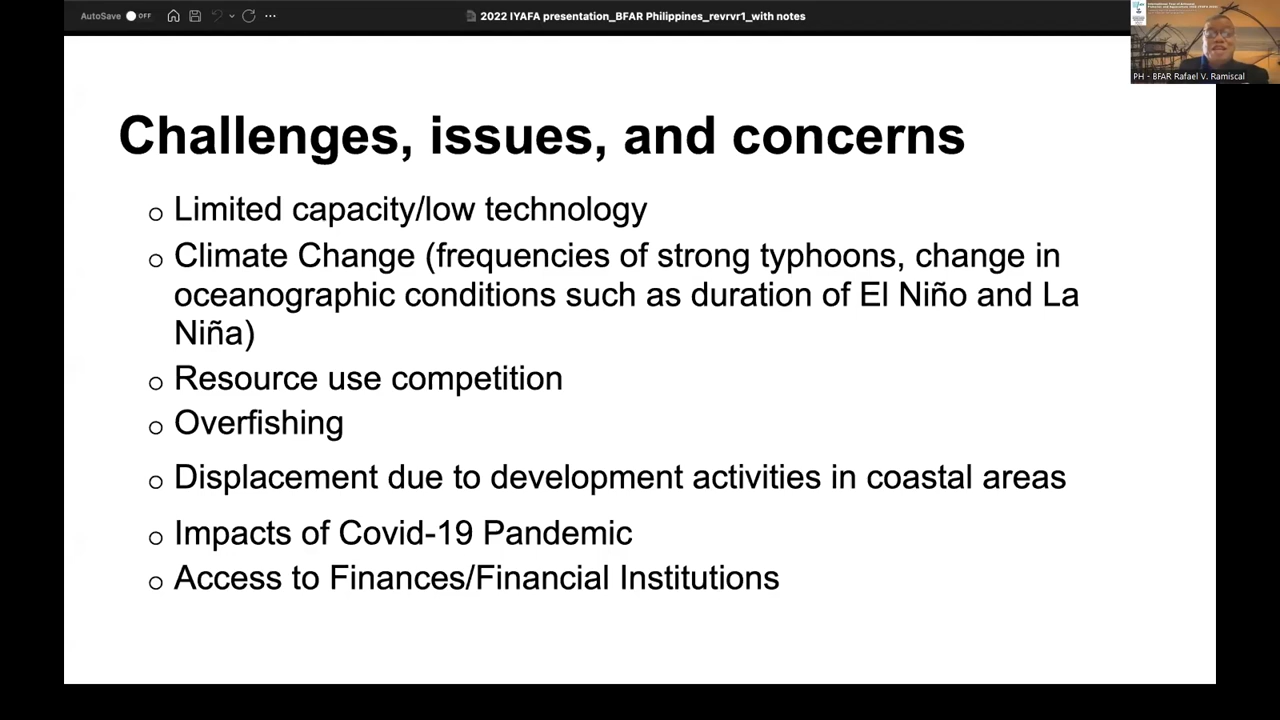 AutoSave OFF
2022 IYAFA presentation_BFAR Philippines_revrvr1_with notes
PH - BFAR Rafael V. Ramiscal
Challenges, issues, and concerns
Limited capacity/low technology
Climate Change (frequencies of strong typhoons, change in
oceanographic conditions such as duration of El Niño and La
Niña)
Resource use competition
Overfishing
Displacement due to development activities in coastal areas
Impacts of Covid-19 Pandemic
Access to Finances/Financial Institutions